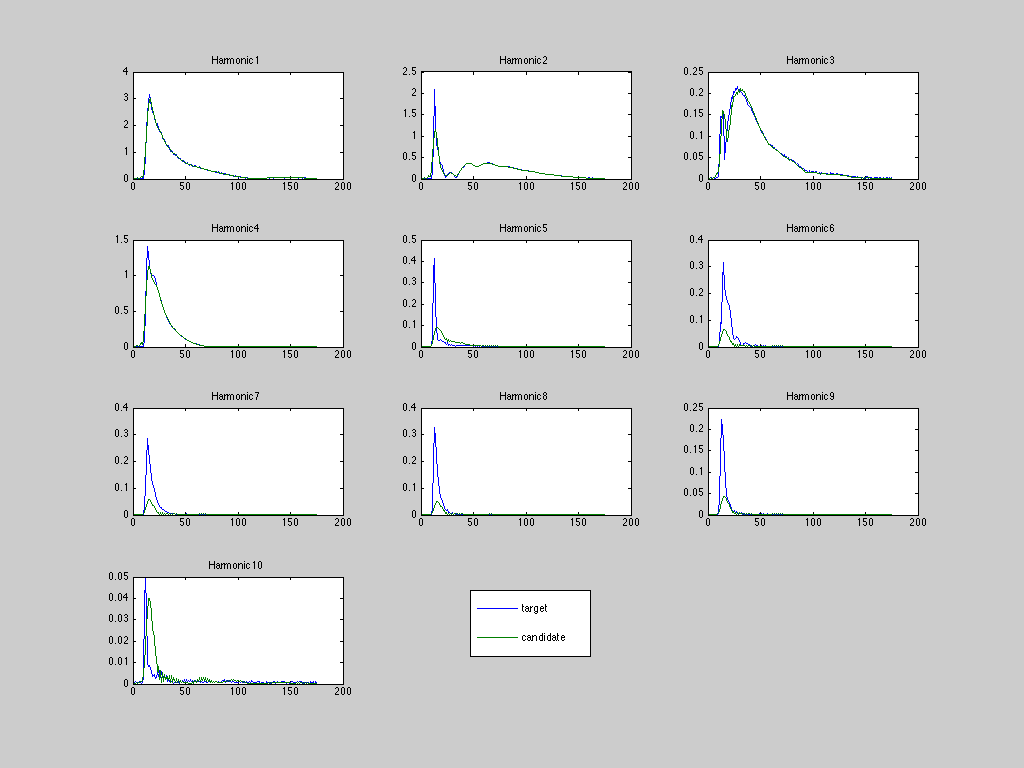 Harmonic1 Harmonic2 Harmonic3
4 2.5 0.25
3 2 0.2
2 1.5 0.15
1 1 0.1
0.5 0.05
0 0 0
0 50 100 150 200 0 50 100 150 200 0 50 100 150 200
Harmonic4 Harmonic5 Harmonic6
1.5 0.5 0.4
1 0.4 0.3
0.5 0.3 0.2
0.2 0.1
0.1
0 0 0
0 50 100 150 200 0 50 100 150 200 0 50 100 150 200
Harmonic7 Harmonic8 Harmonic9
0.4 0.4 0.25
0.3 0.3 0.2
0.2 0.2 0.15
0.1 0.1 0.1
0.05
0 0 0
0 50 100 150 200 0 50 100 150 200 0 50 100 150 200
Harmonic10
0.05
0.04
0.03
0.02
0.01
0
0 50 100 150 200
target
candidate